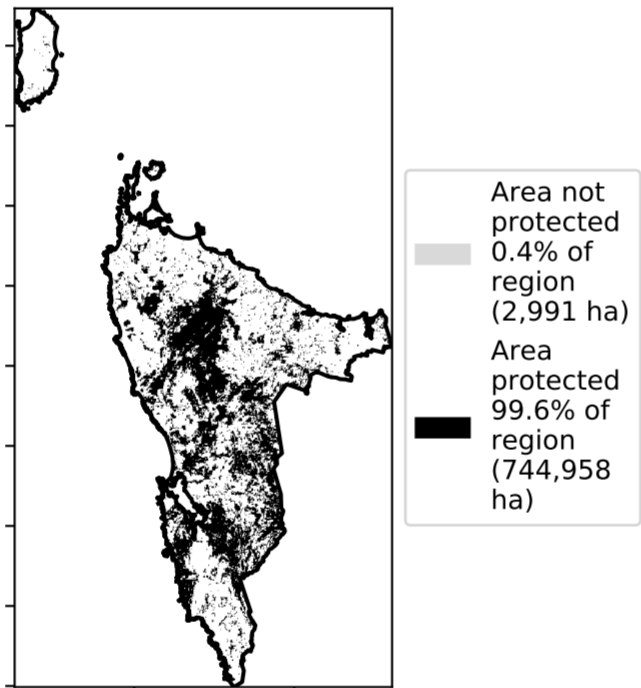 Area not
protected
0.4% of
region
(2,991 ha)
Area
protected
99.6% of
region
(744,958
ha)